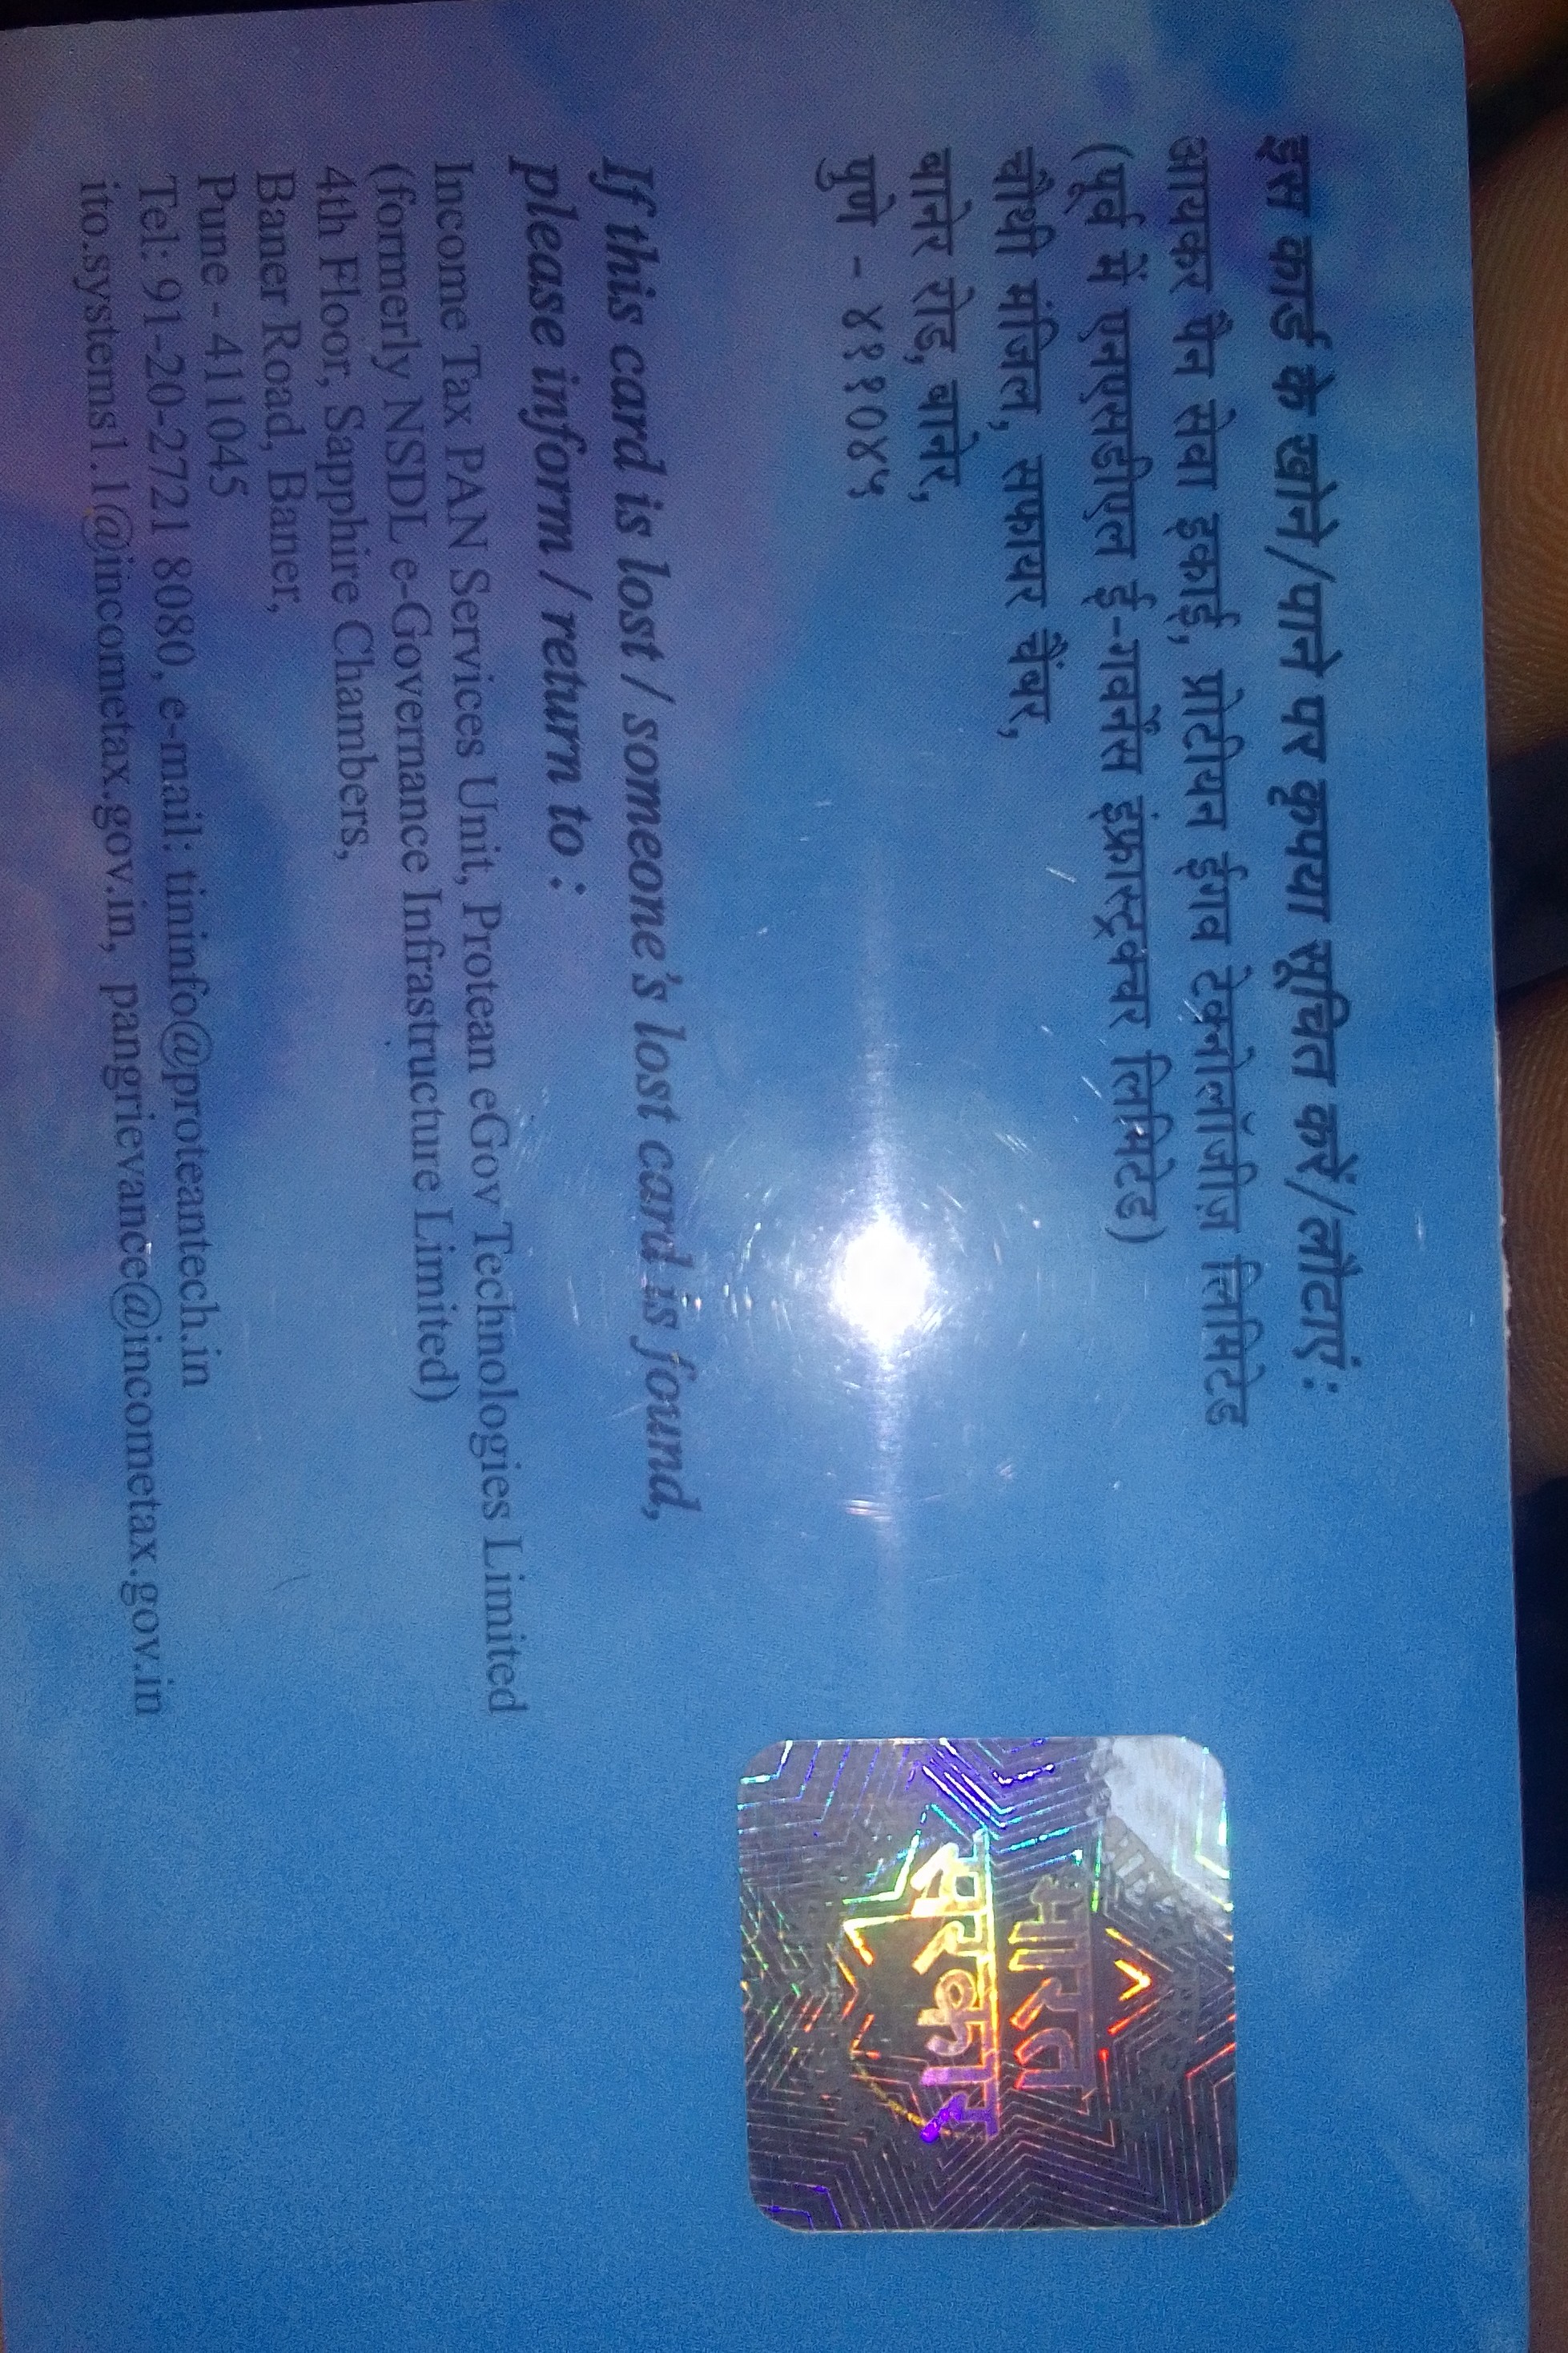 इस कार्ड के खोने/पाने पर कृपया सूचित करें/लौटाएं :
आयकर पैन सेवा इकाई, प्रोटीयन ईगव टेक्नोलॉजीज़ लिमिटेड
(पूर्व में एनएसडीएल ई-गवर्नेंस इंफ्रास्ट्रक्चर लिमिटेड)
चौथी मंजिल, सफायर चेंबर,
बानेर रोड, बानेर,
पुणे - ४११०४५
If this card is lost / someone's lost card is found,
please inform / return to :
Income Tax PAN Services Unit, Protean eGov Technologies Limited
(formerly NSDL e-Governance Infrastructure Limited)
4th Floor, Sapphire Chambers,
Baner Road, Baner,
Pune - 411045
Tel: 91-20-2721 8080, e-mail: tininfo@proteantech.in
ito.systems1.1@incometax.gov.in, pangrievance@incometax.gov.in
भारत
सरकार